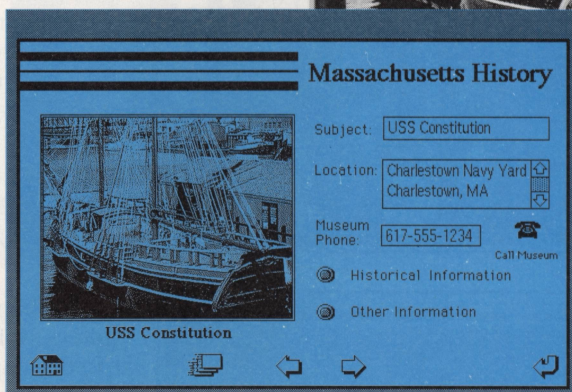 Massachusetts History
Subject: USS Constitution
Location: Charlestown Navy Yard
Charlestown, MA
Museum
Phone: 617-555-1234
Call Museum
Historical Information
Other Information
USS Constitution